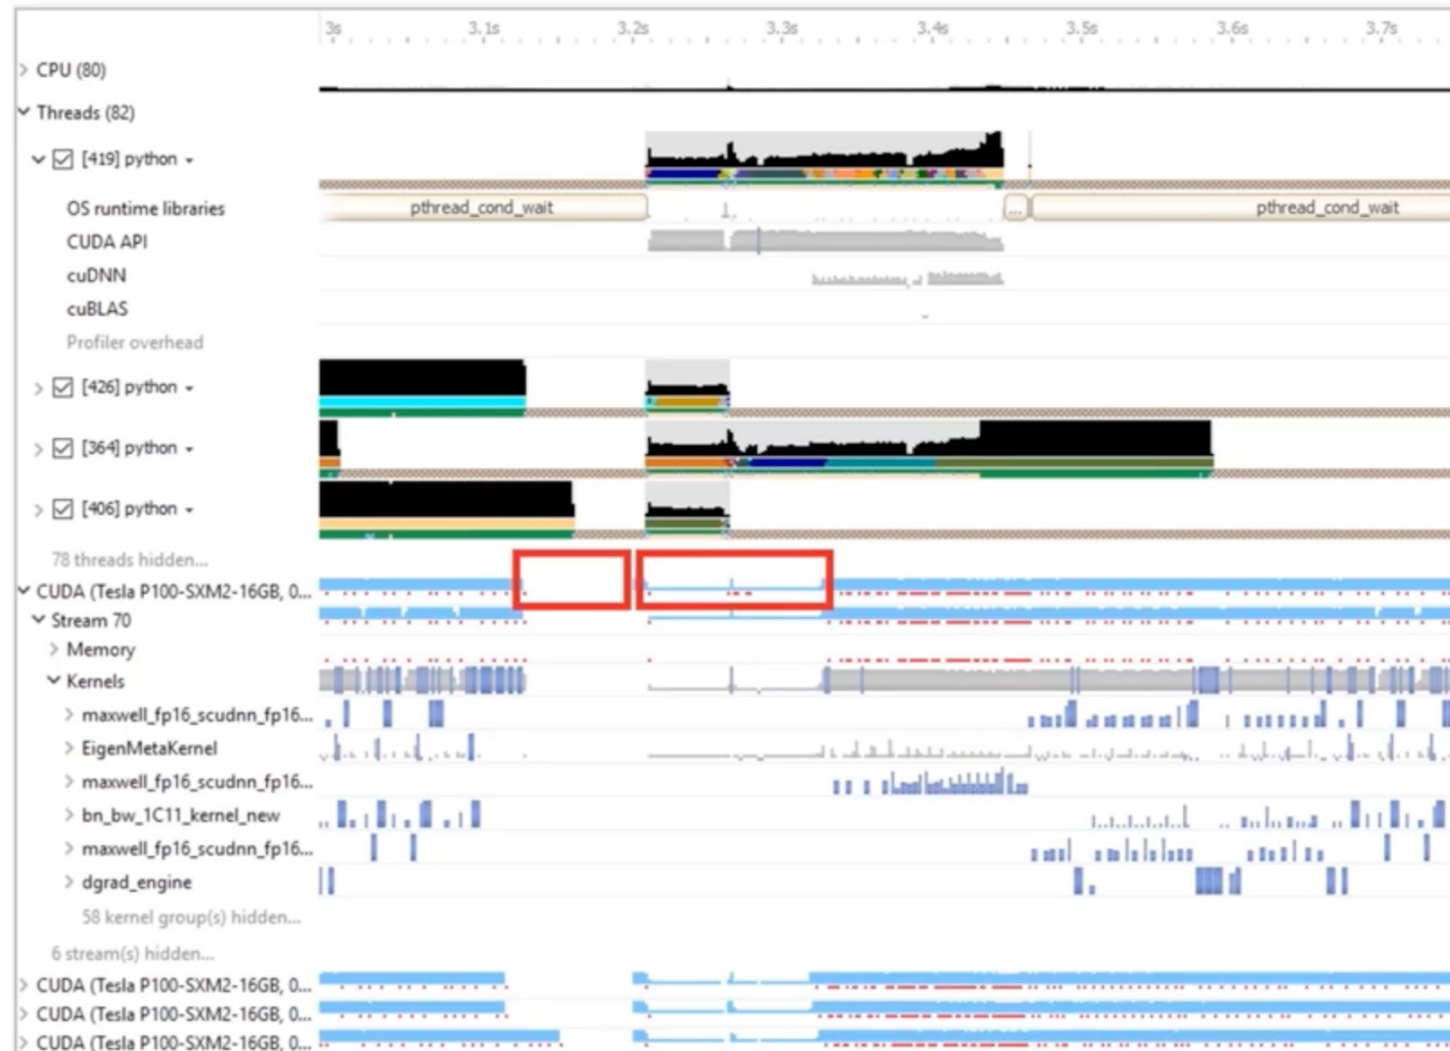 3s 3.1s 3.2s 3.3s 3.4s 3.5s 3.6s 3.7s
CPU (80)
Threads (82)
[419] python
OS runtime libraries pthread_cond_wait ... pthread_cond_wait
CUDA API
cuDNN
cuBLAS
Profiler overhead
[426] python
[364] python
[406] python
78 threads hidden...
CUDA (Tesla P100-SXM2-16GB, 0...
Stream 70
Memory
Kernels
maxwell_fp16_scudnn_fp16...
EigenMetaKernel
maxwell_fp16_scudnn_fp16...
bn_bw_1C11_kernel_new
maxwell_fp16_scudnn_fp16...
dgrad_engine
58 kernel group(s) hidden...
6 stream(s) hidden...
CUDA (Tesla P100-SXM2-16GB, 0...
CUDA (Tesla P100-SXM2-16GB, 0...
CUDA (Tesla P100-SXM2-16GB, 0...